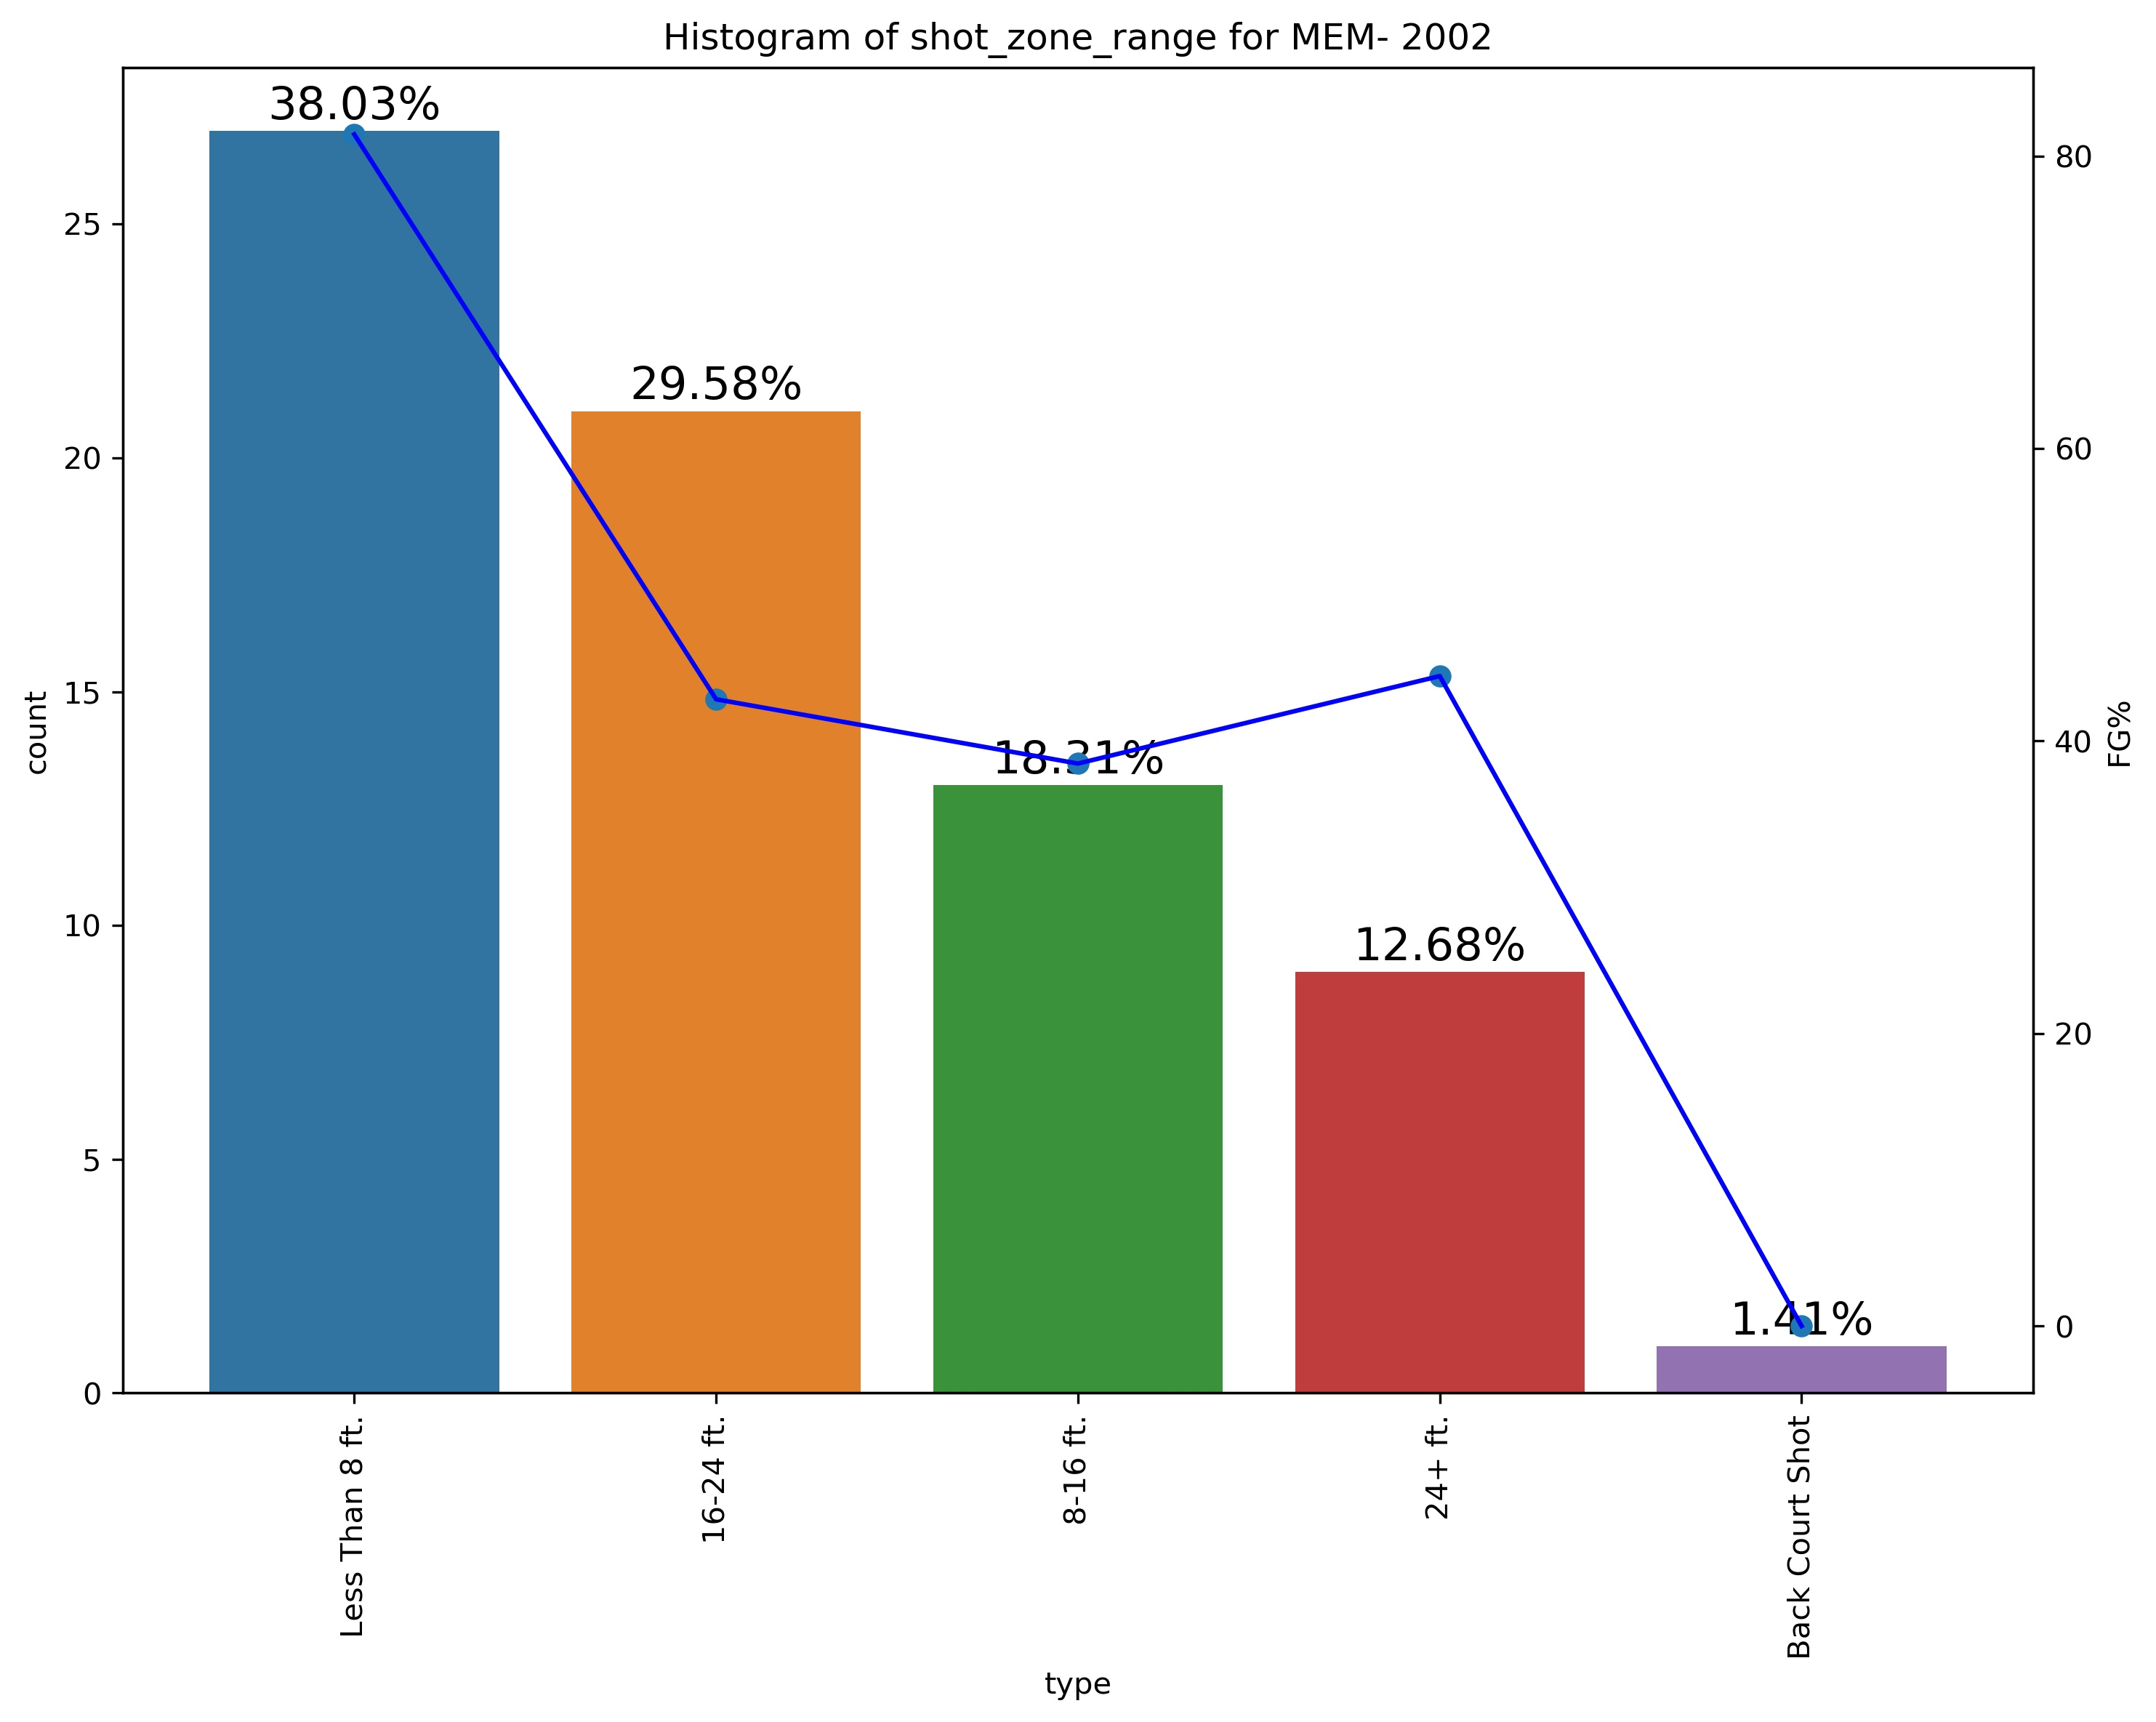 Histogram of shot_zone_range for MEM- 2002
38.03%
29.58%
18.31%
12.68%
1.41%
25
20
15
10
5
0
count
80
60
40
20
0
FG%
Less Than 8 ft.
16-24 ft.
8-16 ft.
24+ ft.
Back Court Shot
type